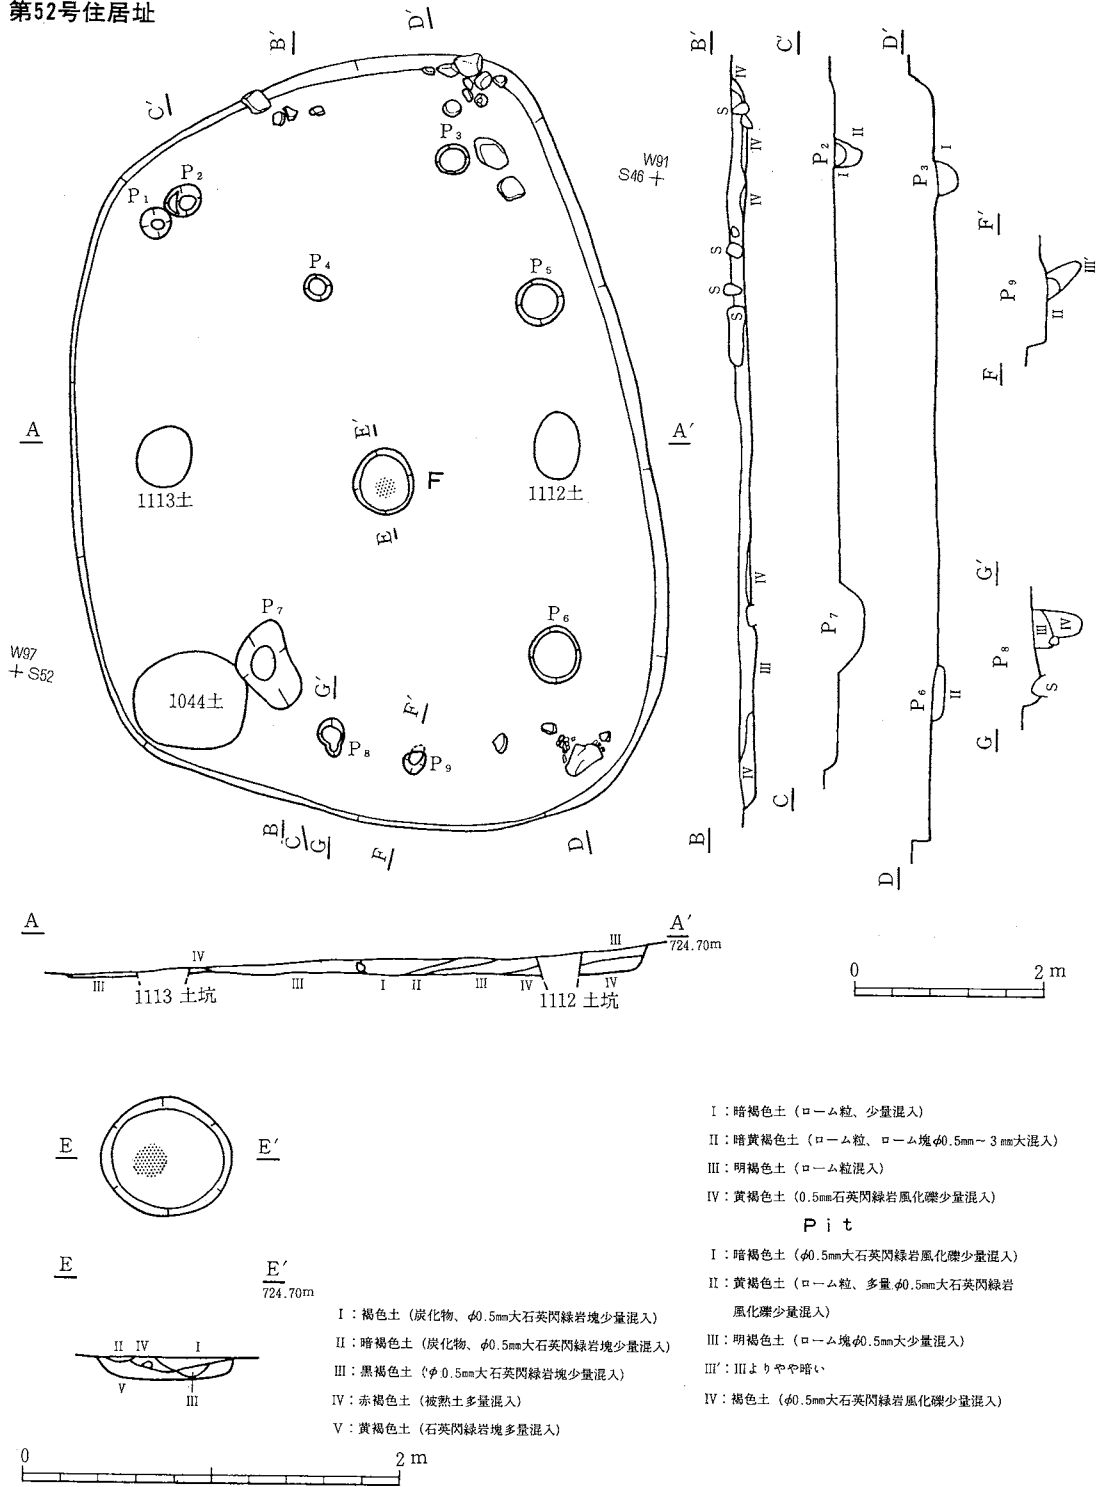 第52号住居址
B′ D′
C′
P₃
P₁ P₂
P₄ P₅
W91
S46 +
A E′ A′
F
1113土 1112土
E
P₇ P₆
W97
+ S52
1044土 G′ F′
P₈ P₉
B C G F D
B′ C′ D′
IV
S
IV
P₂ II
I
I
P₃
IV
F′
S
S
S
P₉ III′
II
F
IV
G′
P₇
III
P₈ III IV
P₆ II
S
G
IV
C
B
D
A A′
724.70m
IV III
III 1113 土坑 III I II III IV 1112 土坑 IV
0 2 m
E E′
E E′
724.70m
II IV I
V III
0 2 m
I：褐色土（炭化物、φ0.5mm大石英閃緑岩塊少量混入）
II：暗褐色土（炭化物、φ0.5mm大石英閃緑岩塊少量混入）
III：黒褐色土（φ0.5mm大石英閃緑岩塊少量混入）
IV：赤褐色土（被熱土多量混入）
V：黄褐色土（石英閃緑岩塊多量混入）
I：暗褐色土（ローム粒、少量混入）
II：暗黄褐色土（ローム粒、ローム塊φ0.5mm～3mm大混入）
III：明褐色土（ローム粒混入）
IV：黄褐色土（0.5mm石英閃緑岩風化礫少量混入）
Pit
I：暗褐色土（φ0.5mm大石英閃緑岩風化礫少量混入）
II：黄褐色土（ローム粒、多量 φ0.5mm大石英閃緑岩
風化礫少量混入）
III：明褐色土（ローム塊φ0.5mm大少量混入）
III′：IIIよりやや暗い
IV：褐色土（φ0.5mm大石英閃緑岩風化礫少量混入）